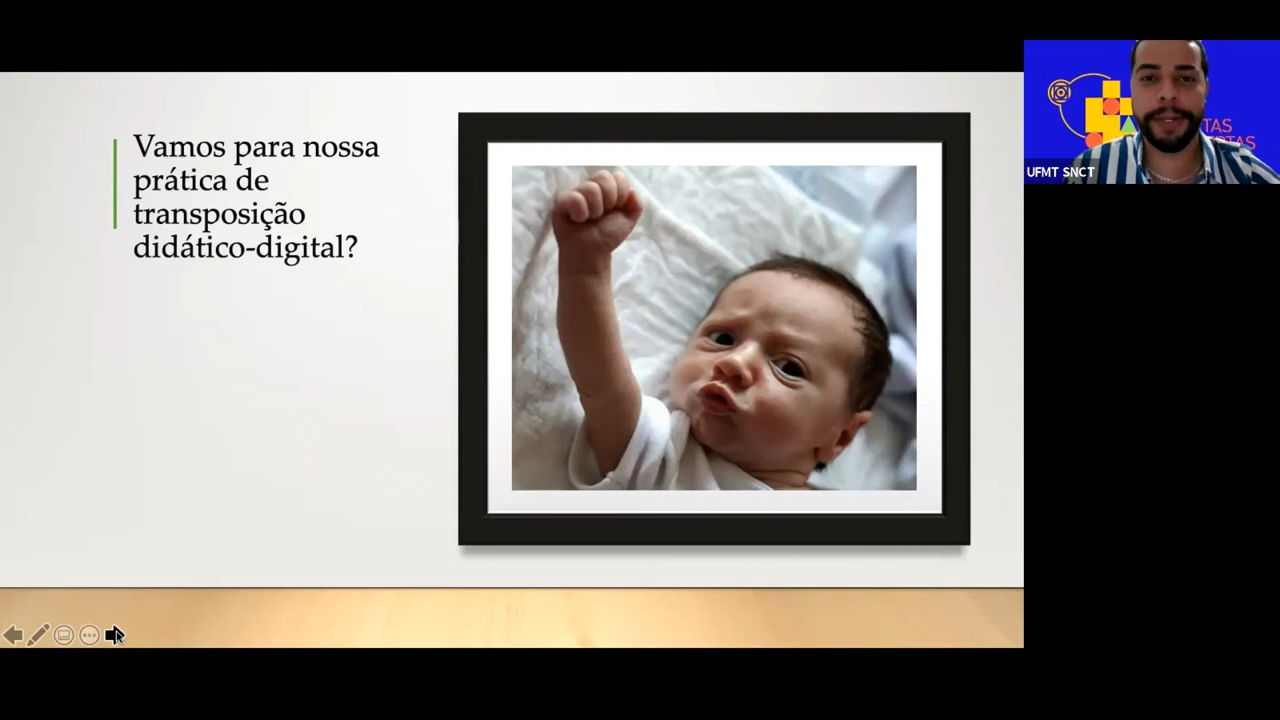 Vamos para nossa
prática de
transposição
didático-digital?
UFMT SNCT